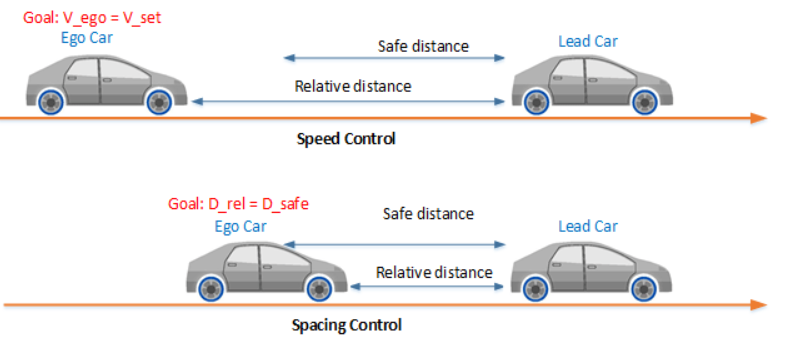 Goal: V_ego = V_set
Ego Car
Safe distance
Lead Car
Relative distance
Speed Control
Goal: D_rel = D_safe
Ego Car
Safe distance
Lead Car
Relative distance
Spacing Control